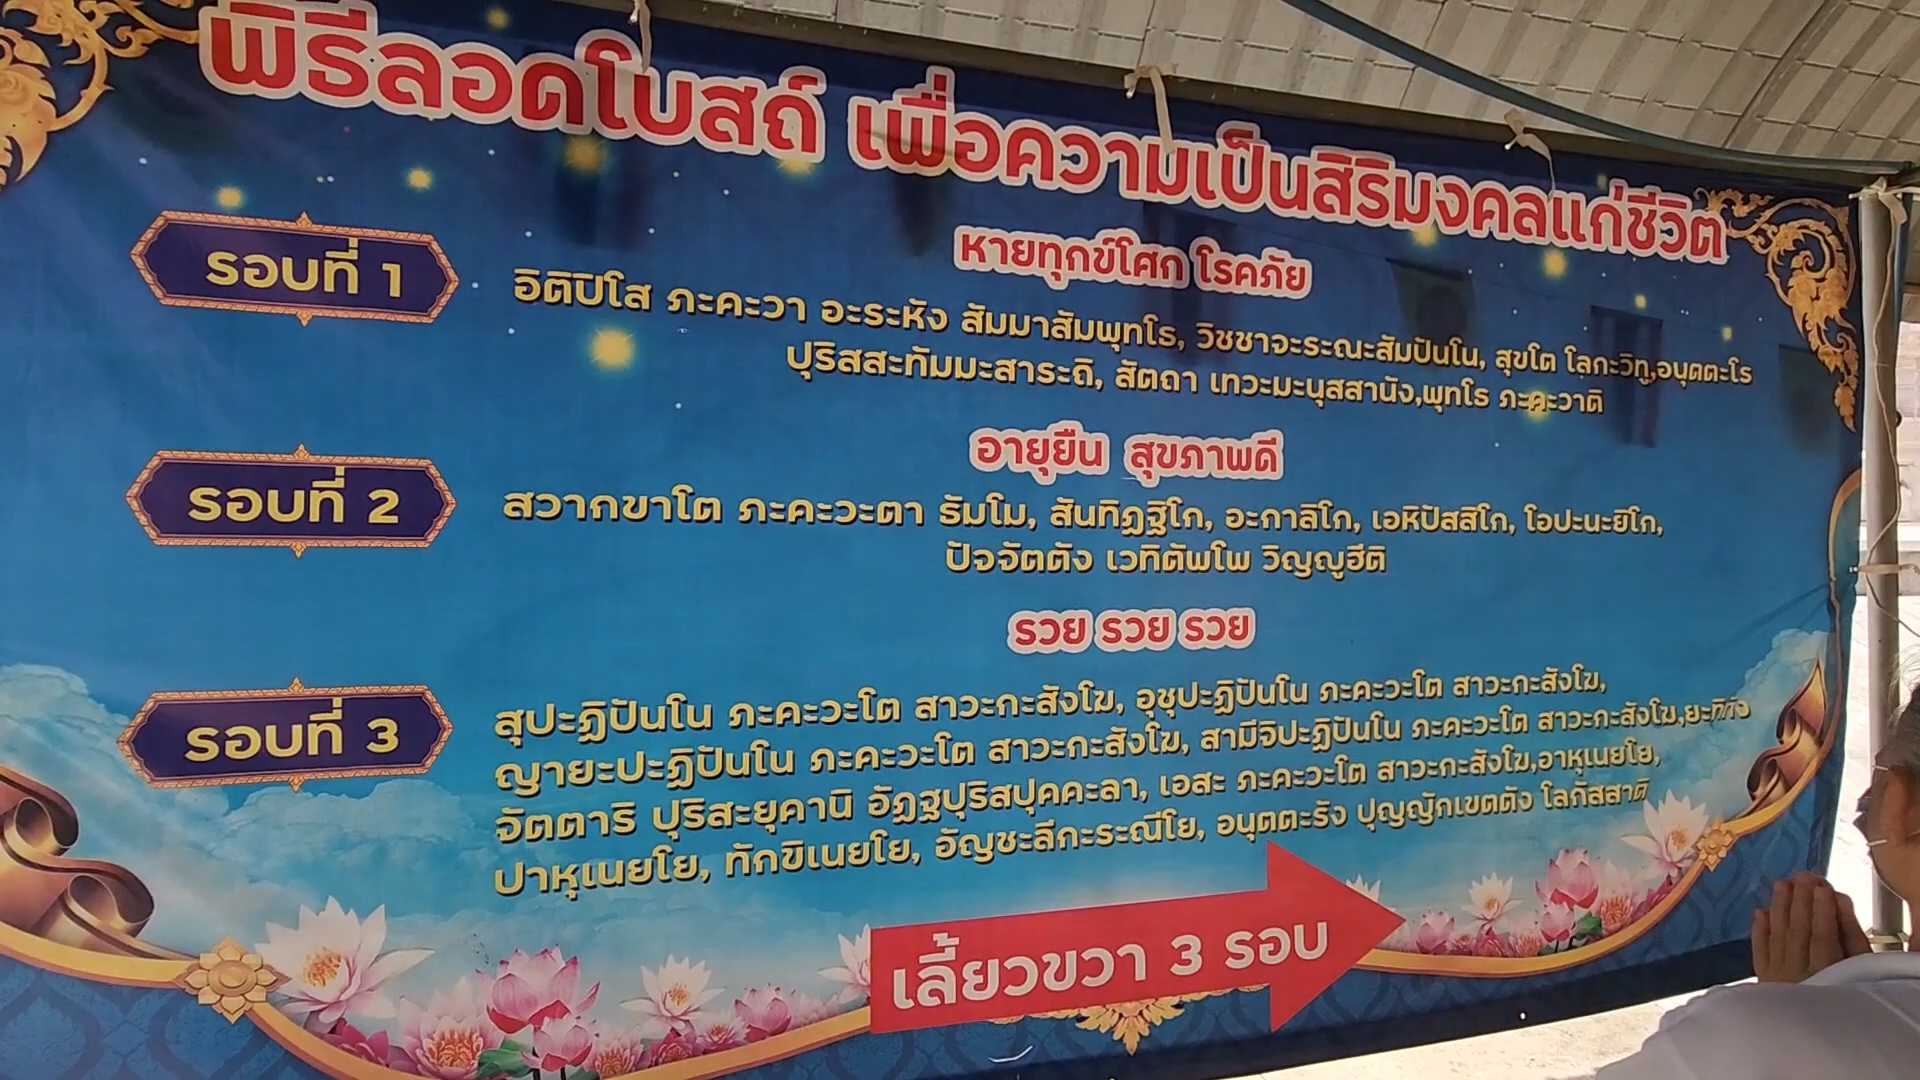 พิธีลอดโบสถ์ เพื่อความเป็นสิริมงคลแก่ชีวิต
หายทุกข์โศก โรคภัย
รอบที่ 1
อิติปิโส ภะคะวา อะระหัง สัมมาสัมพุทโธ, วิชชาจะระณะสัมปันโน, สุขโต โลกะวิทู,อนุตตะโร
ปุริสสะทัมมะสาระถิ, สัตถา เทวะมะนุสสานัง,พุทโธ ภะคะวาติ
อายุยืน สุขภาพดี
รอบที่ 2
สวากขาโต ภะคะวะตา ธัมโม, สันทิฏฐิโก, อะกาลิโก, เอหิปัสสิโก, โอปะนะยิโก,
ปัจจัตตัง เวทิตัพโพ วิญญูฮีติ
รวย รวย รวย
รอบที่ 3
สุปะฏิปันโน ภะคะวะโต สาวะกะสังโฆ, อุชุปะฏิปันโน ภะคะวะโต สาวะกะสังโฆ,
ญายะปะฏิปันโน ภะคะวะโต สาวะกะสังโฆ, สามีจิปะฏิปันโน ภะคะวะโต สาวะกะสังโฆ,ยะทิทัง
จัตตาริ ปุริสะยุคานิ อัฏฐปุริสปุคคะลา, เอสะ ภะคะวะโต สาวะกะสังโฆ,อาหุเนยโย,
ปาหุเนยโย, ทักขิเนยโย, อัญชะลีกะระณีโย, อนุตตะรัง ปุญญักเขตตัง โลกัสสาติ
เลี้ยวขวา 3 รอบ